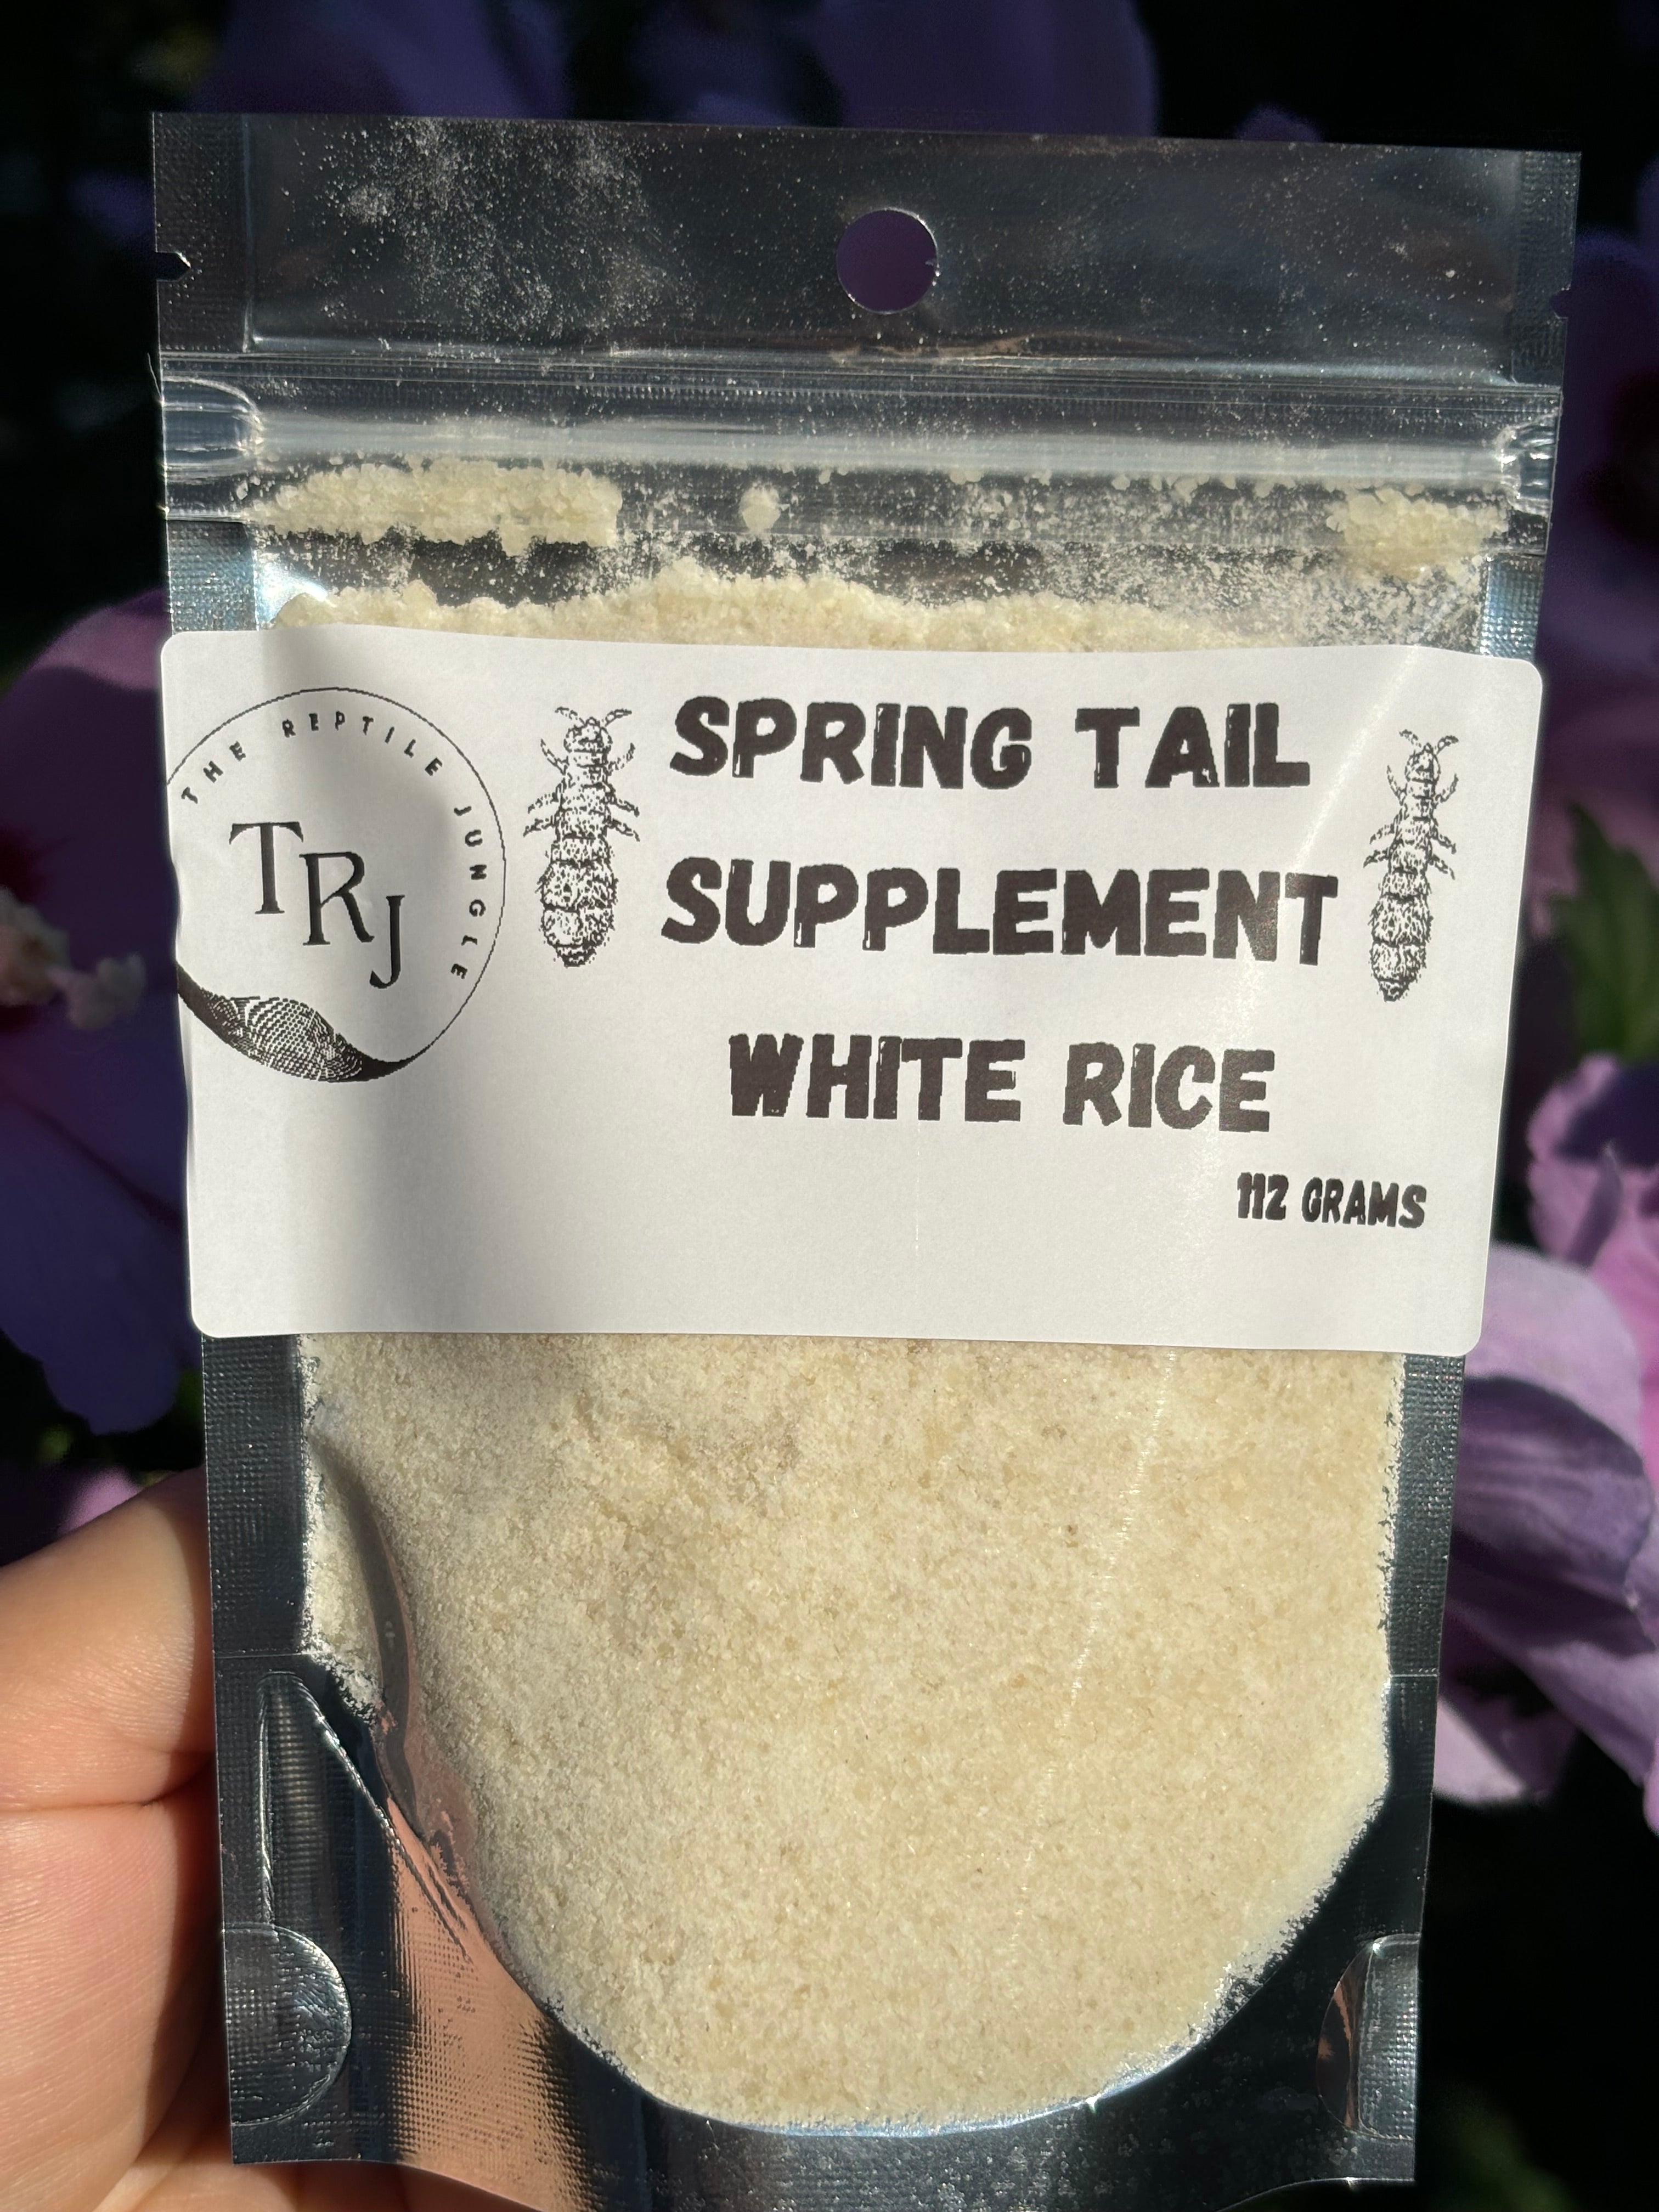 THE REPTILE JUNGLE
TRJ
SPRING TAIL
SUPPLEMENT
WHITE RICE
112 GRAMS